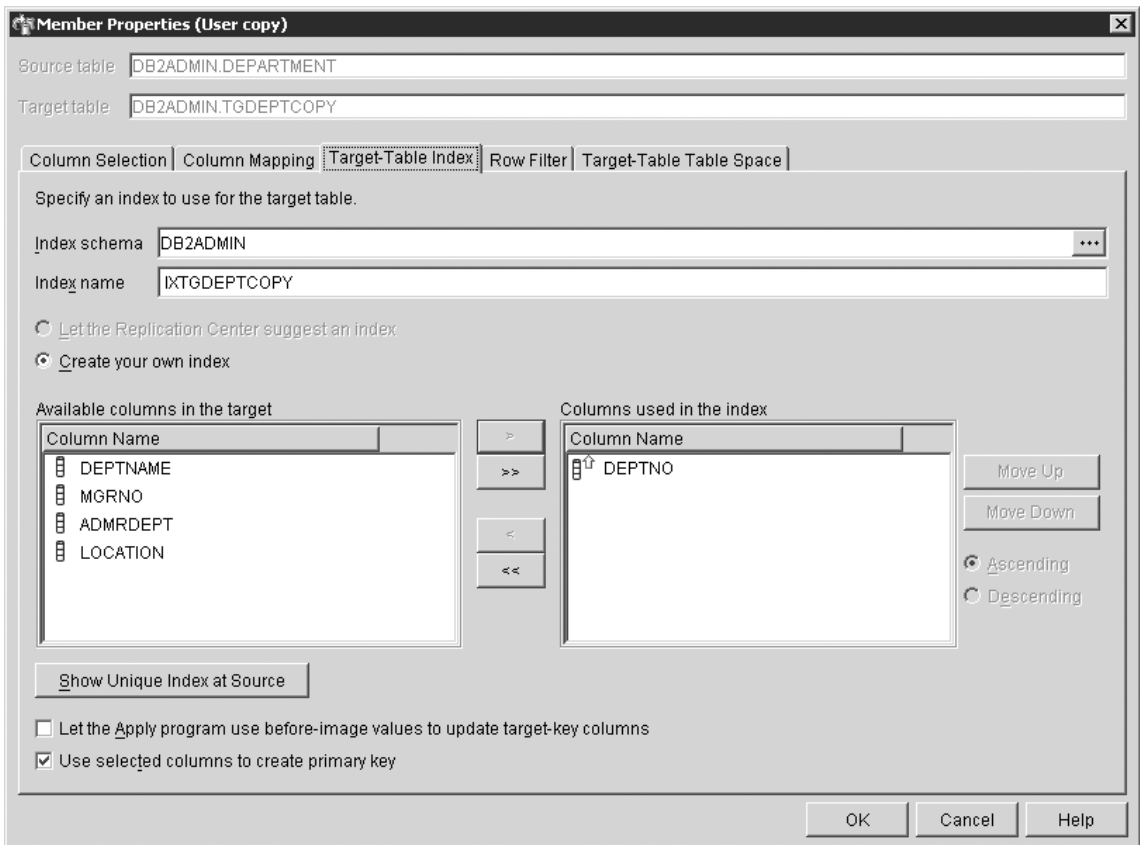 Member Properties (User copy)
Source table DB2ADMIN.DEPARTMENT
Target table DB2ADMIN.TGDEPTCOPY
Column Selection Column Mapping Target-Table Index Row Filter Target-Table Table Space
Specify an index to use for the target table.
Index schema DB2ADMIN ...
Index name IXTGDEPTCOPY
Let the Replication Center suggest an index
Create your own index
Available columns in the target
Column Name
DEPTNAME
MGRNO
ADMRDEPT
LOCATION
>
>>
<
<<
Columns used in the index
Column Name
DEPTNO
Move Up
Move Down
Ascending
Descending
Show Unique Index at Source
Let the Apply program use before-image values to update target-key columns
Use selected columns to create primary key
OK Cancel Help